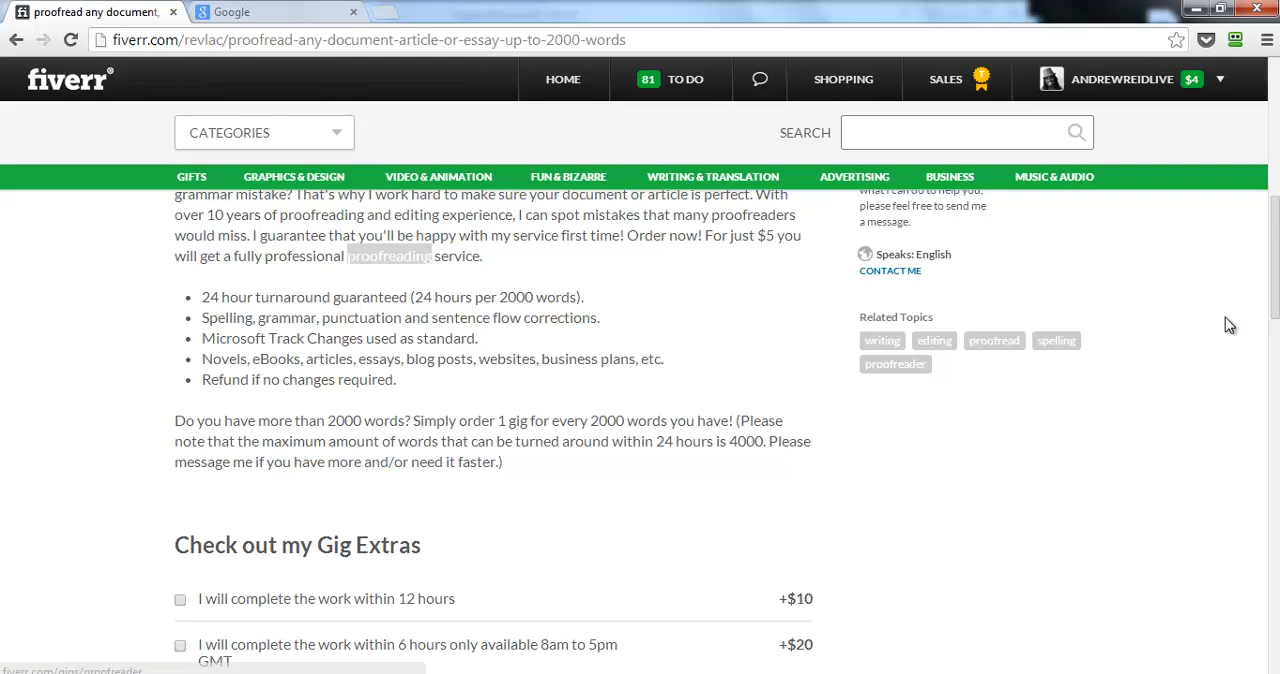 proofread any document,
Google
fiverr.com/revlac/proofread-any-document-article-or-essay-up-to-2000-words
fiverr®
HOME
81 TO DO
SHOPPING
SALES
ANDREWREIDLIVE $4
CATEGORIES
SEARCH
GIFTS GRAPHICS & DESIGN VIDEO & ANIMATION FUN & BIZARRE WRITING & TRANSLATION ADVERTISING BUSINESS MUSIC & AUDIO
grammar mistake? That's why I work hard to make sure your document or article is perfect. With
over 10 years of proofreading and editing experience, I can spot mistakes that many proofreaders
would miss. I guarantee that you'll be happy with my service first time! Order now! For just $5 you
will get a fully professional proofreading service.
• 24 hour turnaround guaranteed (24 hours per 2000 words).
• Spelling, grammar, punctuation and sentence flow corrections.
• Microsoft Track Changes used as standard.
• Novels, eBooks, articles, essays, blog posts, websites, business plans, etc.
• Refund if no changes required.
Do you have more than 2000 words? Simply order 1 gig for every 2000 words you have! (Please
note that the maximum amount of words that can be turned around within 24 hours is 4000. Please
message me if you have more and/or need it faster.)
Check out my Gig Extras
I will complete the work within 12 hours +$10
I will complete the work within 6 hours only available 8am to 5pm +$20
GMT
what I can do to help you,
please feel free to send me
a message.
Speaks: English
CONTACT ME
Related Topics
writing editing proofread spelling
proofreader
fiverr.com/gigs/proofreader